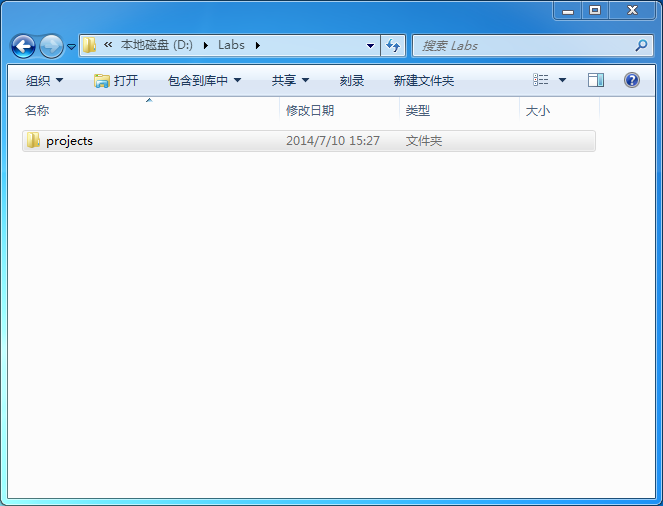 « 本地磁盘 (D:) Labs 搜索 Labs
组织 打开 包含到库中 共享 刻录 新建文件夹
名称 修改日期 类型 大小
projects 2014/7/10 15:27 文件夹